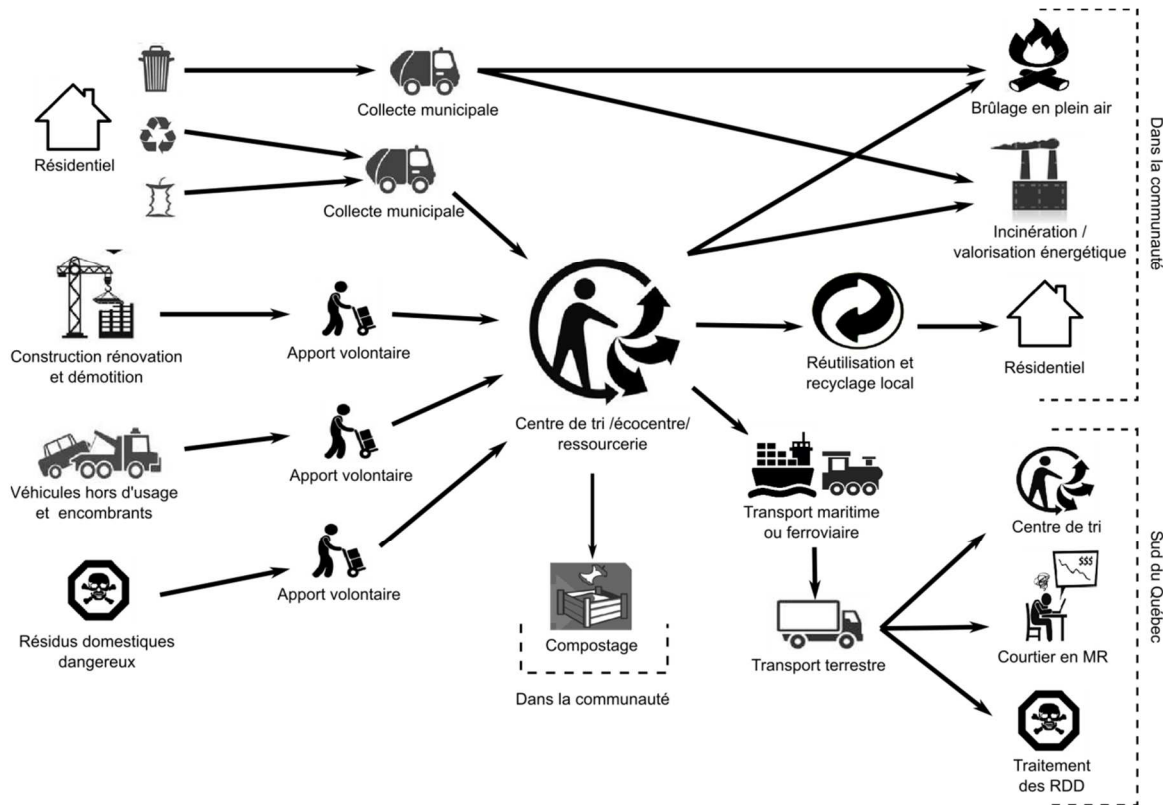 Résidentiel
Collecte municipale
Collecte municipale
Brûlage en plein air
Incinération /
valorisation énergétique
Dans la communauté
Construction rénovation
et démotition
Apport volontaire
Centre de tri /écocentre/
ressourcerie
Réutilisation et
recyclage local
Résidentiel
Véhicules hors d'usage
et encombrants
Apport volontaire
Transport maritime
ou ferroviaire
Centre de tri
$$$
Sud du Québec
Résidus domestiques
dangereux
Apport volontaire
Compostage
Dans la communauté
Transport terrestre
Courtier en MR
Traitement
des RDD